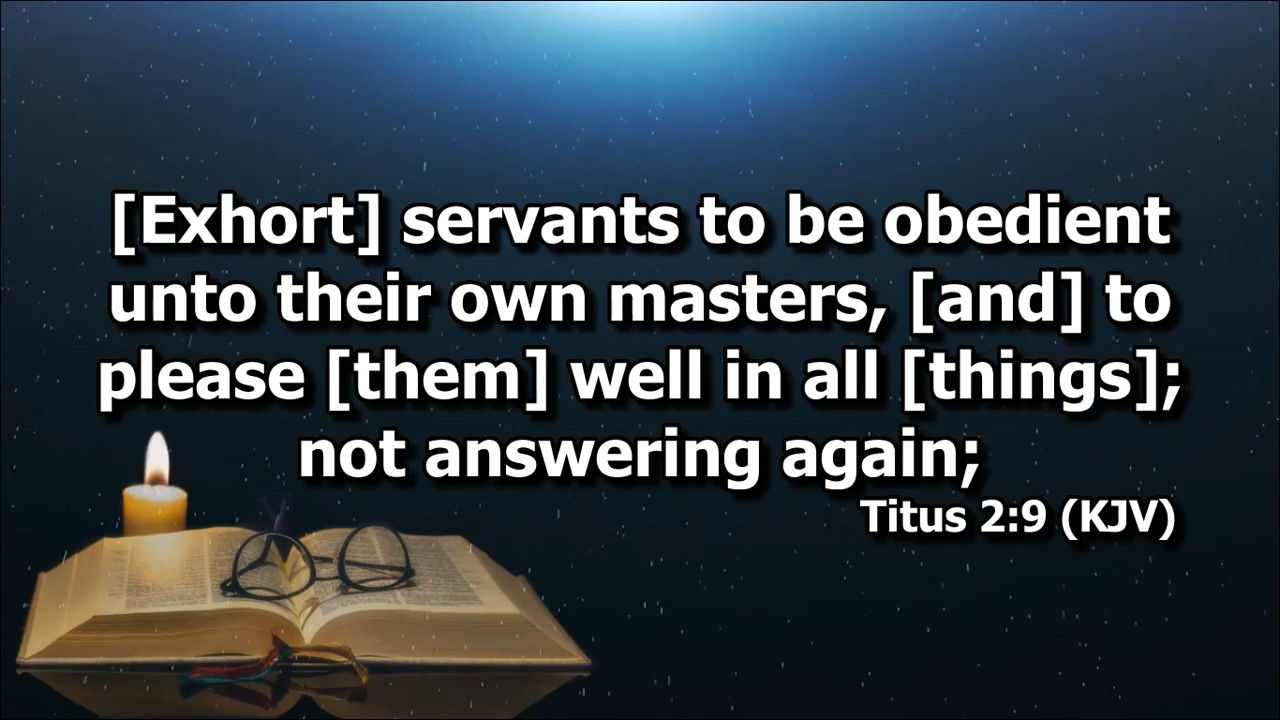 [Exhort] servants to be obedient
unto their own masters, [and] to
please [them] well in all [things];
not answering again;
Titus 2:9 (KJV)